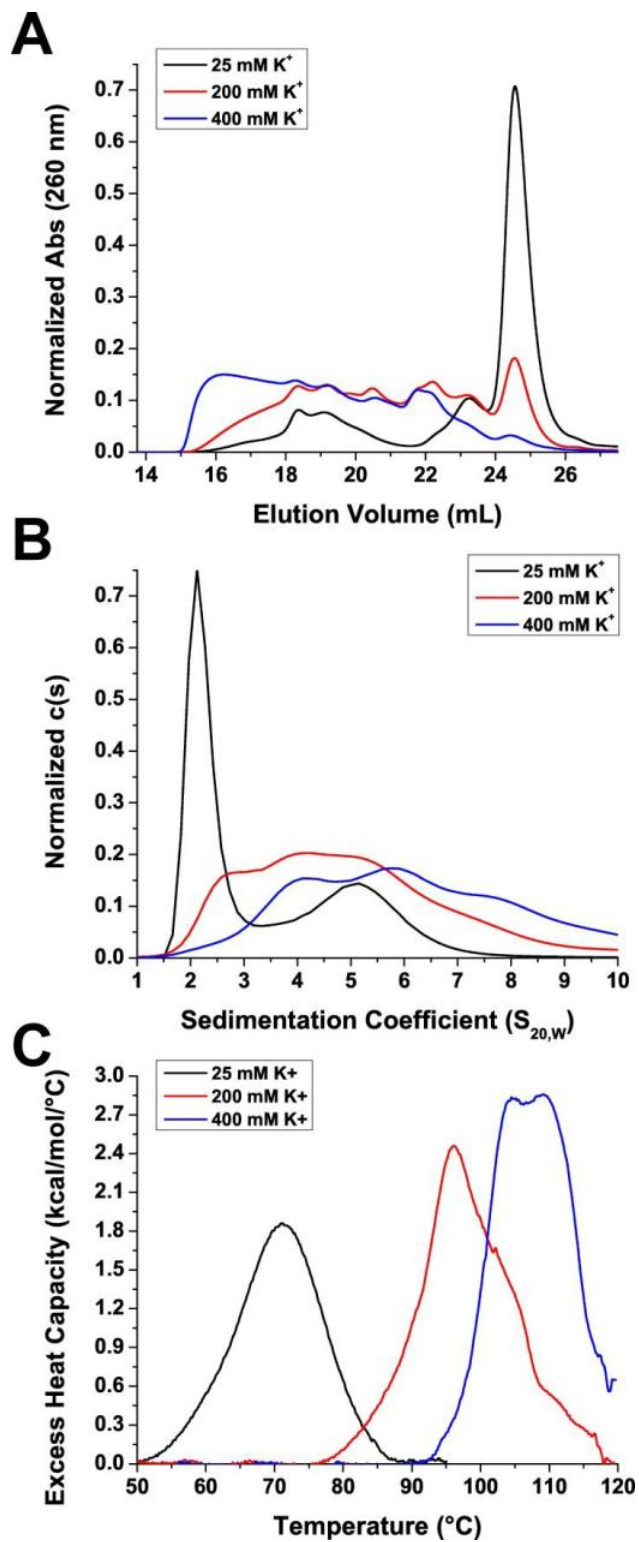 A
25 mM K⁺
200 mM K⁺
400 mM K⁺
0.7
0.6
0.5
0.4
0.3
0.2
0.1
0.0
Normalized Abs (260 nm)
14 16 18 20 22 24 26
Elution Volume (mL)
B
25 mM K⁺
200 mM K⁺
400 mM K⁺
0.7
0.6
0.5
0.4
0.3
0.2
0.1
0.0
Normalized c(s)
1 2 3 4 5 6 7 8 9 10
Sedimentation Coefficient (S20,W)
C
25 mM K+
200 mM K+
400 mM K+
3.0
2.7
2.4
2.1
1.8
1.5
1.2
0.9
0.6
0.3
0.0
Excess Heat Capacity (kcal/mol/°C)
50 60 70 80 90 100 110 120
Temperature (°C)